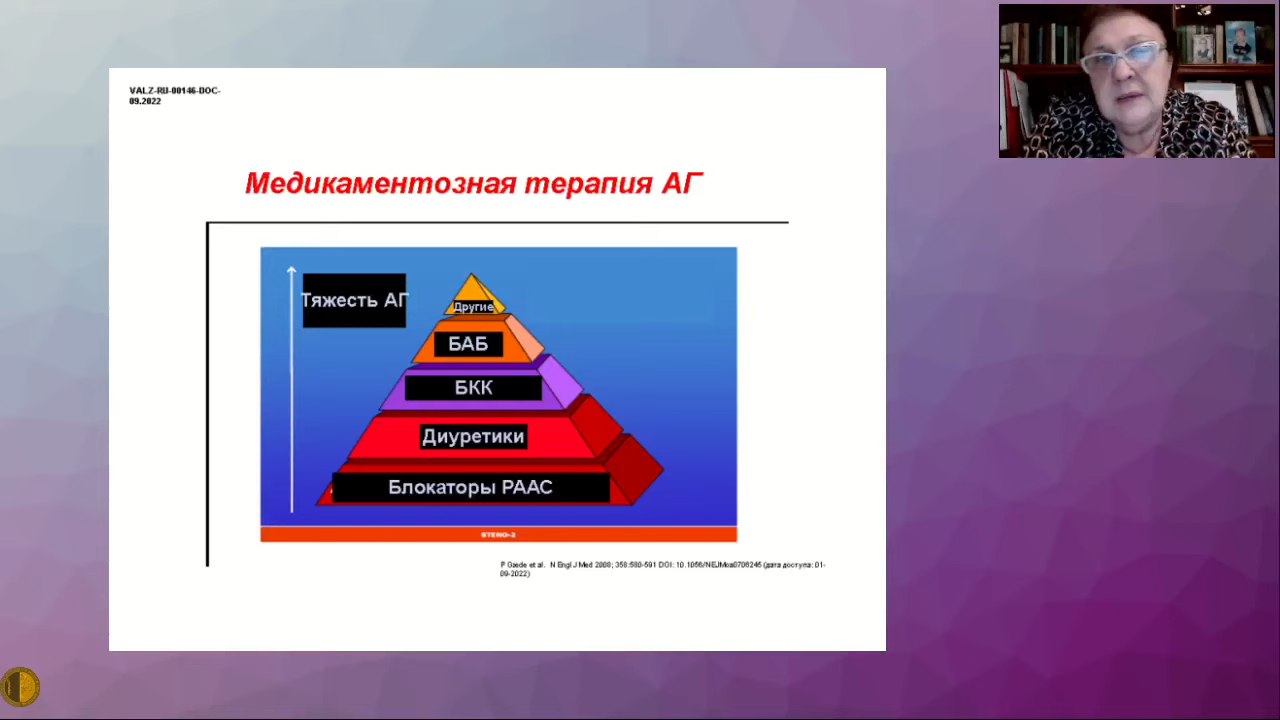 VALZ-RU-00146-DOC-
09.2022
Медикаментозная терапия АГ
Тяжесть АГ
Другие
БАБ
БКК
Диуретики
Блокаторы РААС
STENO-2
P Gæde et al. N Engl J Med 2008; 358:580-591 DOI: 10.1056/NEJMoa0706245 (дата доступа: 01-
09-2022)